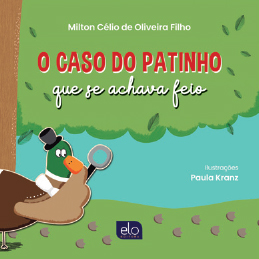 Milton Célio de Oliveira Filho
O CASO DO PATINHO
que se achava feio
Ilustrações
Paula Kranz
elo